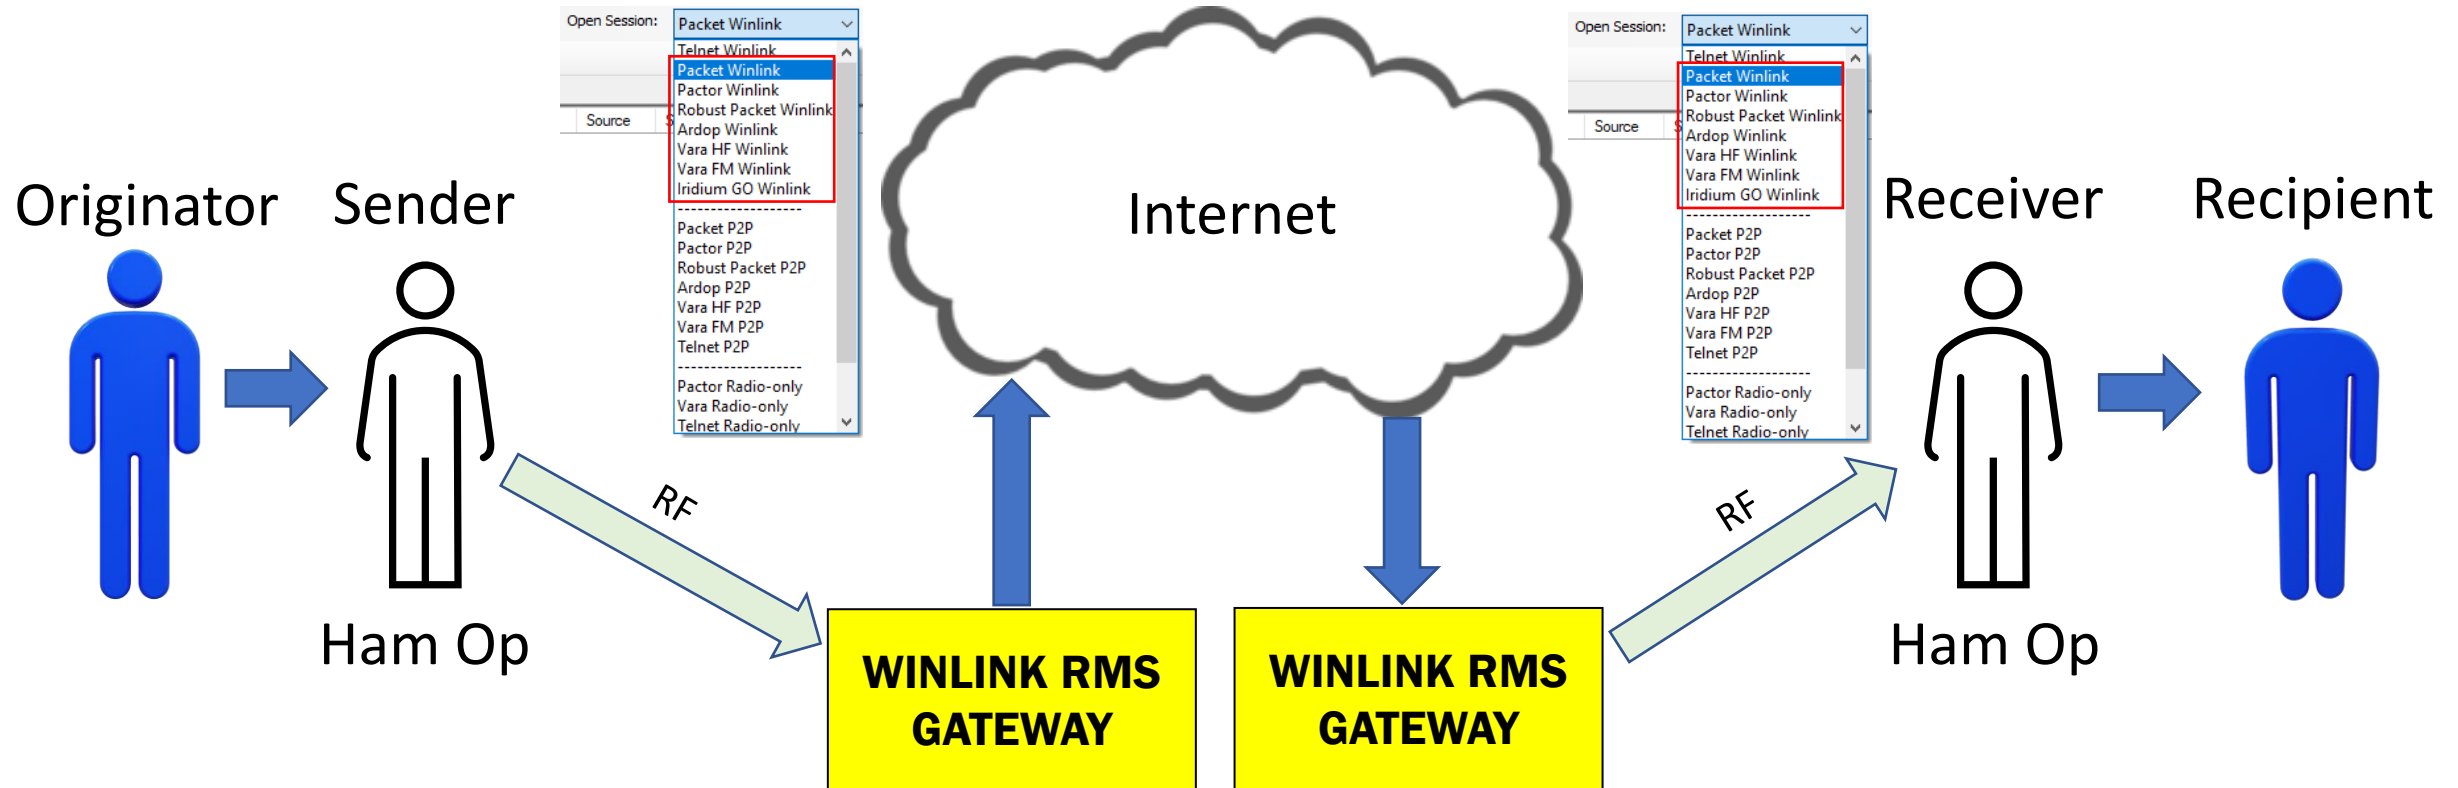 Originator
Sender
Ham Op
Open Session:
Packet Winlink
Source
Telnet Winlink
Packet Winlink
Pactor Winlink
Robust Packet Winlink
Ardop Winlink
Vara HF Winlink
Vara FM Winlink
Iridium GO Winlink
-------------------
Packet P2P
Pactor P2P
Robust Packet P2P
Ardop P2P
Vara HF P2P
Vara FM P2P
Telnet P2P
-------------------
Pactor Radio-only
Vara Radio-only
Telnet Radio-only
RF
WINLINK RMS
GATEWAY
Internet
WINLINK RMS
GATEWAY
RF
Open Session:
Packet Winlink
Source
Telnet Winlink
Packet Winlink
Pactor Winlink
Robust Packet Winlink
Ardop Winlink
Vara HF Winlink
Vara FM Winlink
Iridium GO Winlink
-------------------
Packet P2P
Pactor P2P
Robust Packet P2P
Ardop P2P
Vara HF P2P
Vara FM P2P
Telnet P2P
-------------------
Pactor Radio-only
Vara Radio-only
Telnet Radio-only
Receiver
Ham Op
Recipient